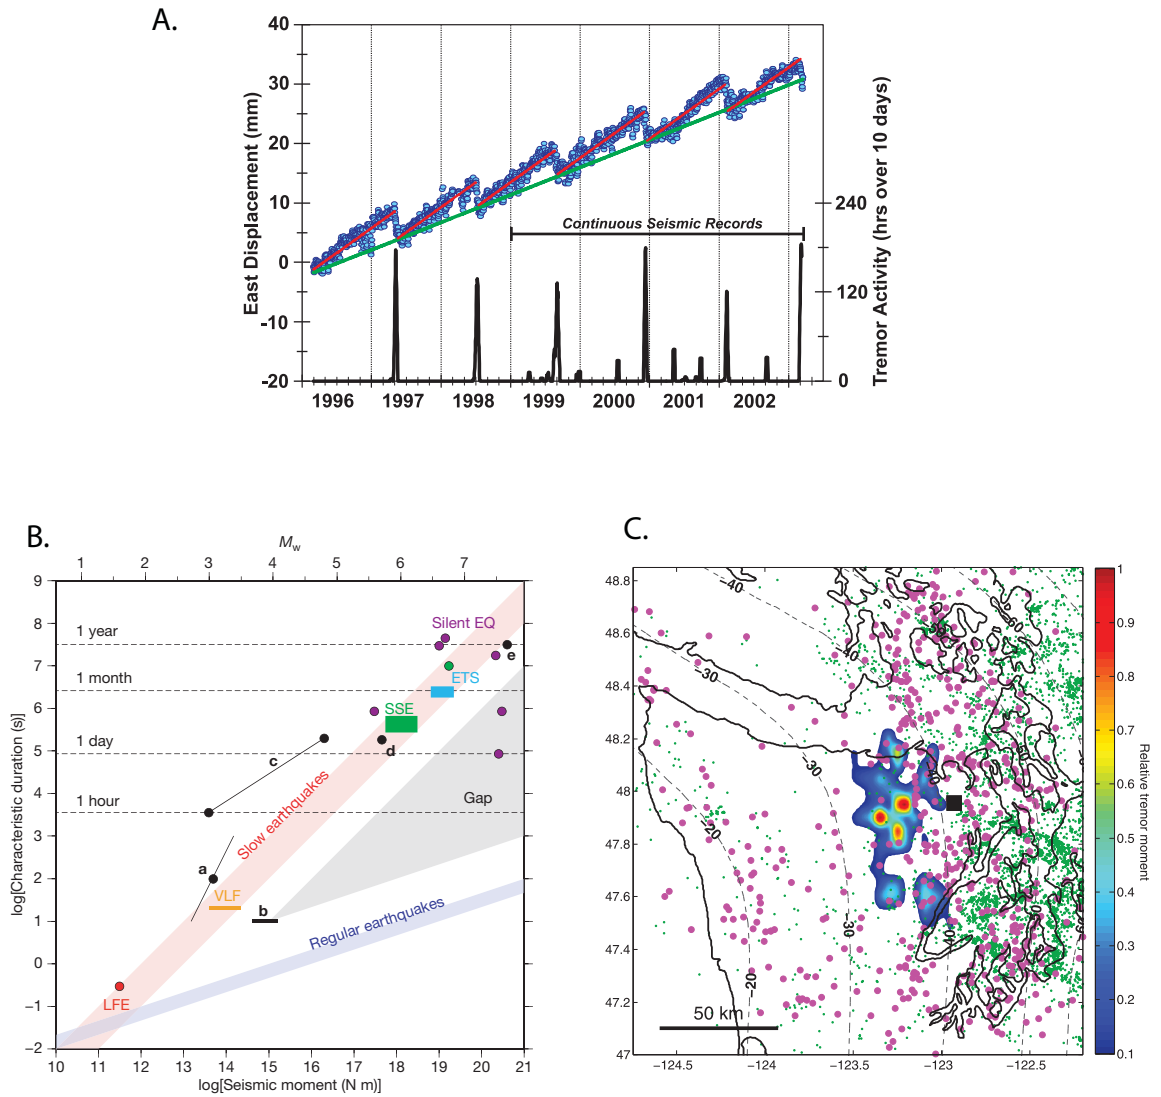 A.
40
30
20
10
0
-10
-20
East Displacement (mm)
Continuous Seismic Records
240
120
0
Tremor Activity (hrs over 10 days)
1996 1997 1998 1999 2000 2001 2002
B.
Mw
1 2 3 4 5 6 7
9
8
7
6
5
4
3
2
1
0
−1
−2
log[Characteristic duration (s)]
1 year
1 month
1 day
1 hour
Silent EQ
e
ETS
SSE
d
c
Gap
Slow earthquakes
a
VLF
b
Regular earthquakes
LFE
10 11 12 13 14 15 16 17 18 19 20 21
log[Seismic moment (N m)]
C.
48.8
48.6
48.4
48.2
48
47.8
47.6
47.4
47.2
47
−40
−50
−60
−40
−30
−40
−30
−20
−50
−30
−40
−20
50 km
−124.5 −124 −123.5 −123 −122.5
1
0.9
0.8
0.7
0.6
0.5
0.4
0.3
0.2
0.1
Relative tremor moment